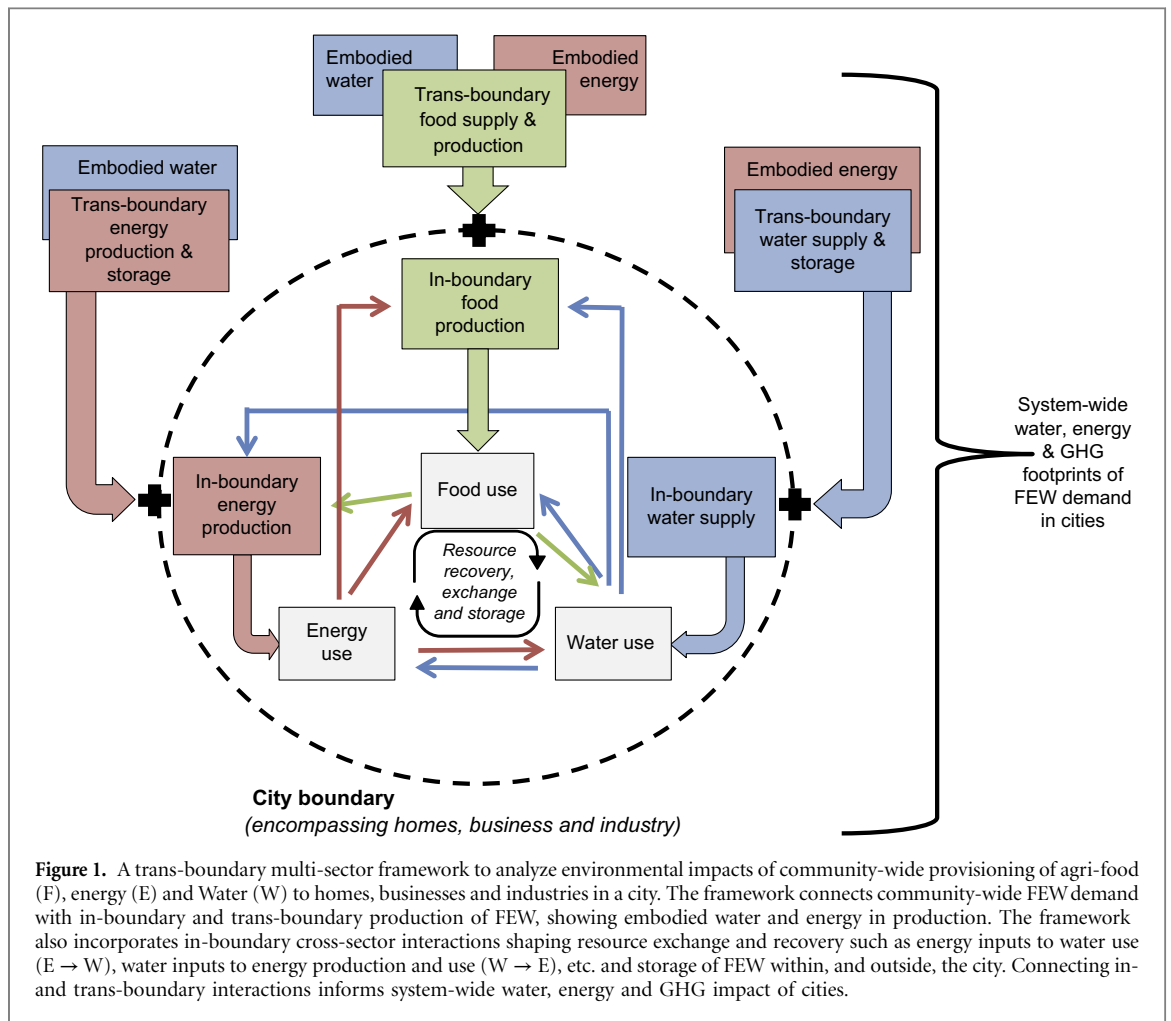 Embodied
water
Embodied
energy
Trans-boundary
food supply &
production
Embodied water
Trans-boundary
energy
production &
storage
Embodied energy
Trans-boundary
water supply &
storage
In-boundary
food
production
In-boundary
energy
production
Food use
In-boundary
water supply
Resource
recovery,
exchange
and storage
Energy
use
Water use
System-wide
water, energy
& GHG
footprints of
FEW demand
in cities
City boundary
(encompassing homes, business and industry)
Figure 1. A trans-boundary multi-sector framework to analyze environmental impacts of community-wide provisioning of agri-food
(F), energy (E) and Water (W) to homes, businesses and industries in a city. The framework connects community-wide FEW demand
with in-boundary and trans-boundary production of FEW, showing embodied water and energy in production. The framework
also incorporates in-boundary cross-sector interactions shaping resource exchange and recovery such as energy inputs to water use
(E → W), water inputs to energy production and use (W → E), etc. and storage of FEW within, and outside, the city. Connecting in-
and trans-boundary interactions informs system-wide water, energy and GHG impact of cities.